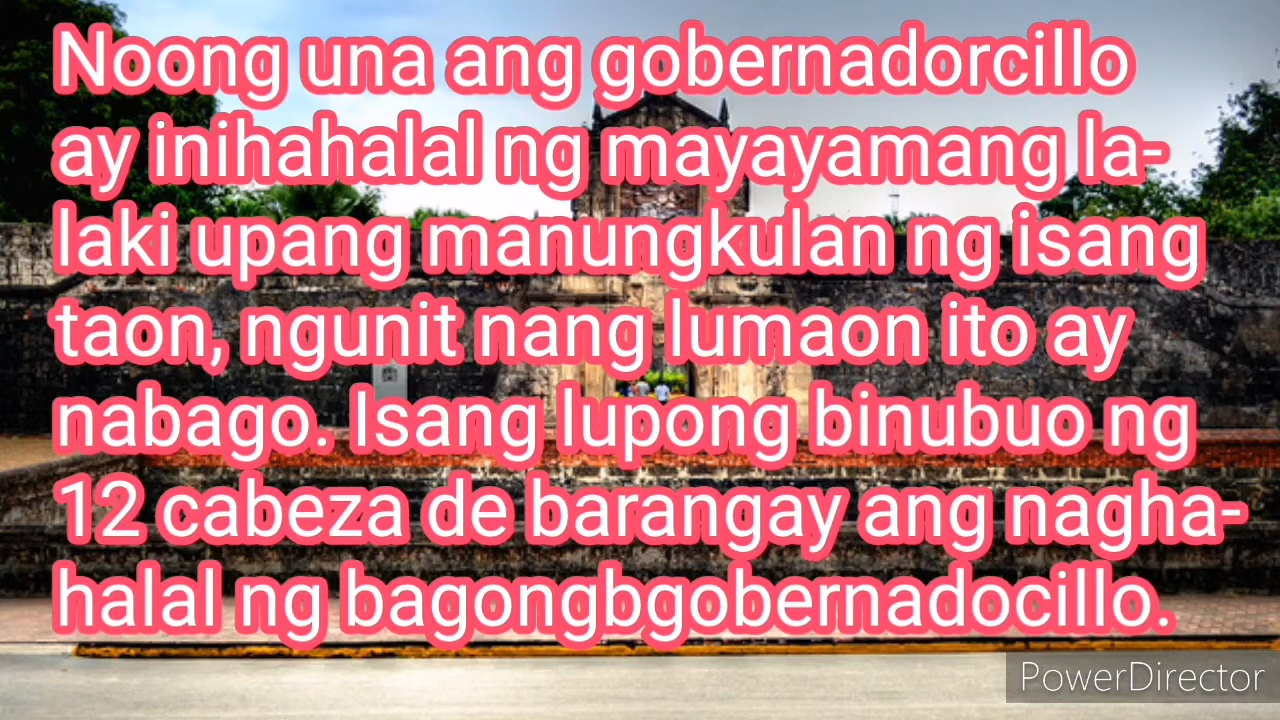 Noong una ang gobernadorcillo
ay inihahalal ng mayayamang la-
laki upang manungkulan ng isang
taon, ngunit nang lumaon ito ay
nabago. Isang lupong binubuo ng
12 cabeza de barangay ang nagha-
halal ng bagongbgobernadocillo.
PowerDirector